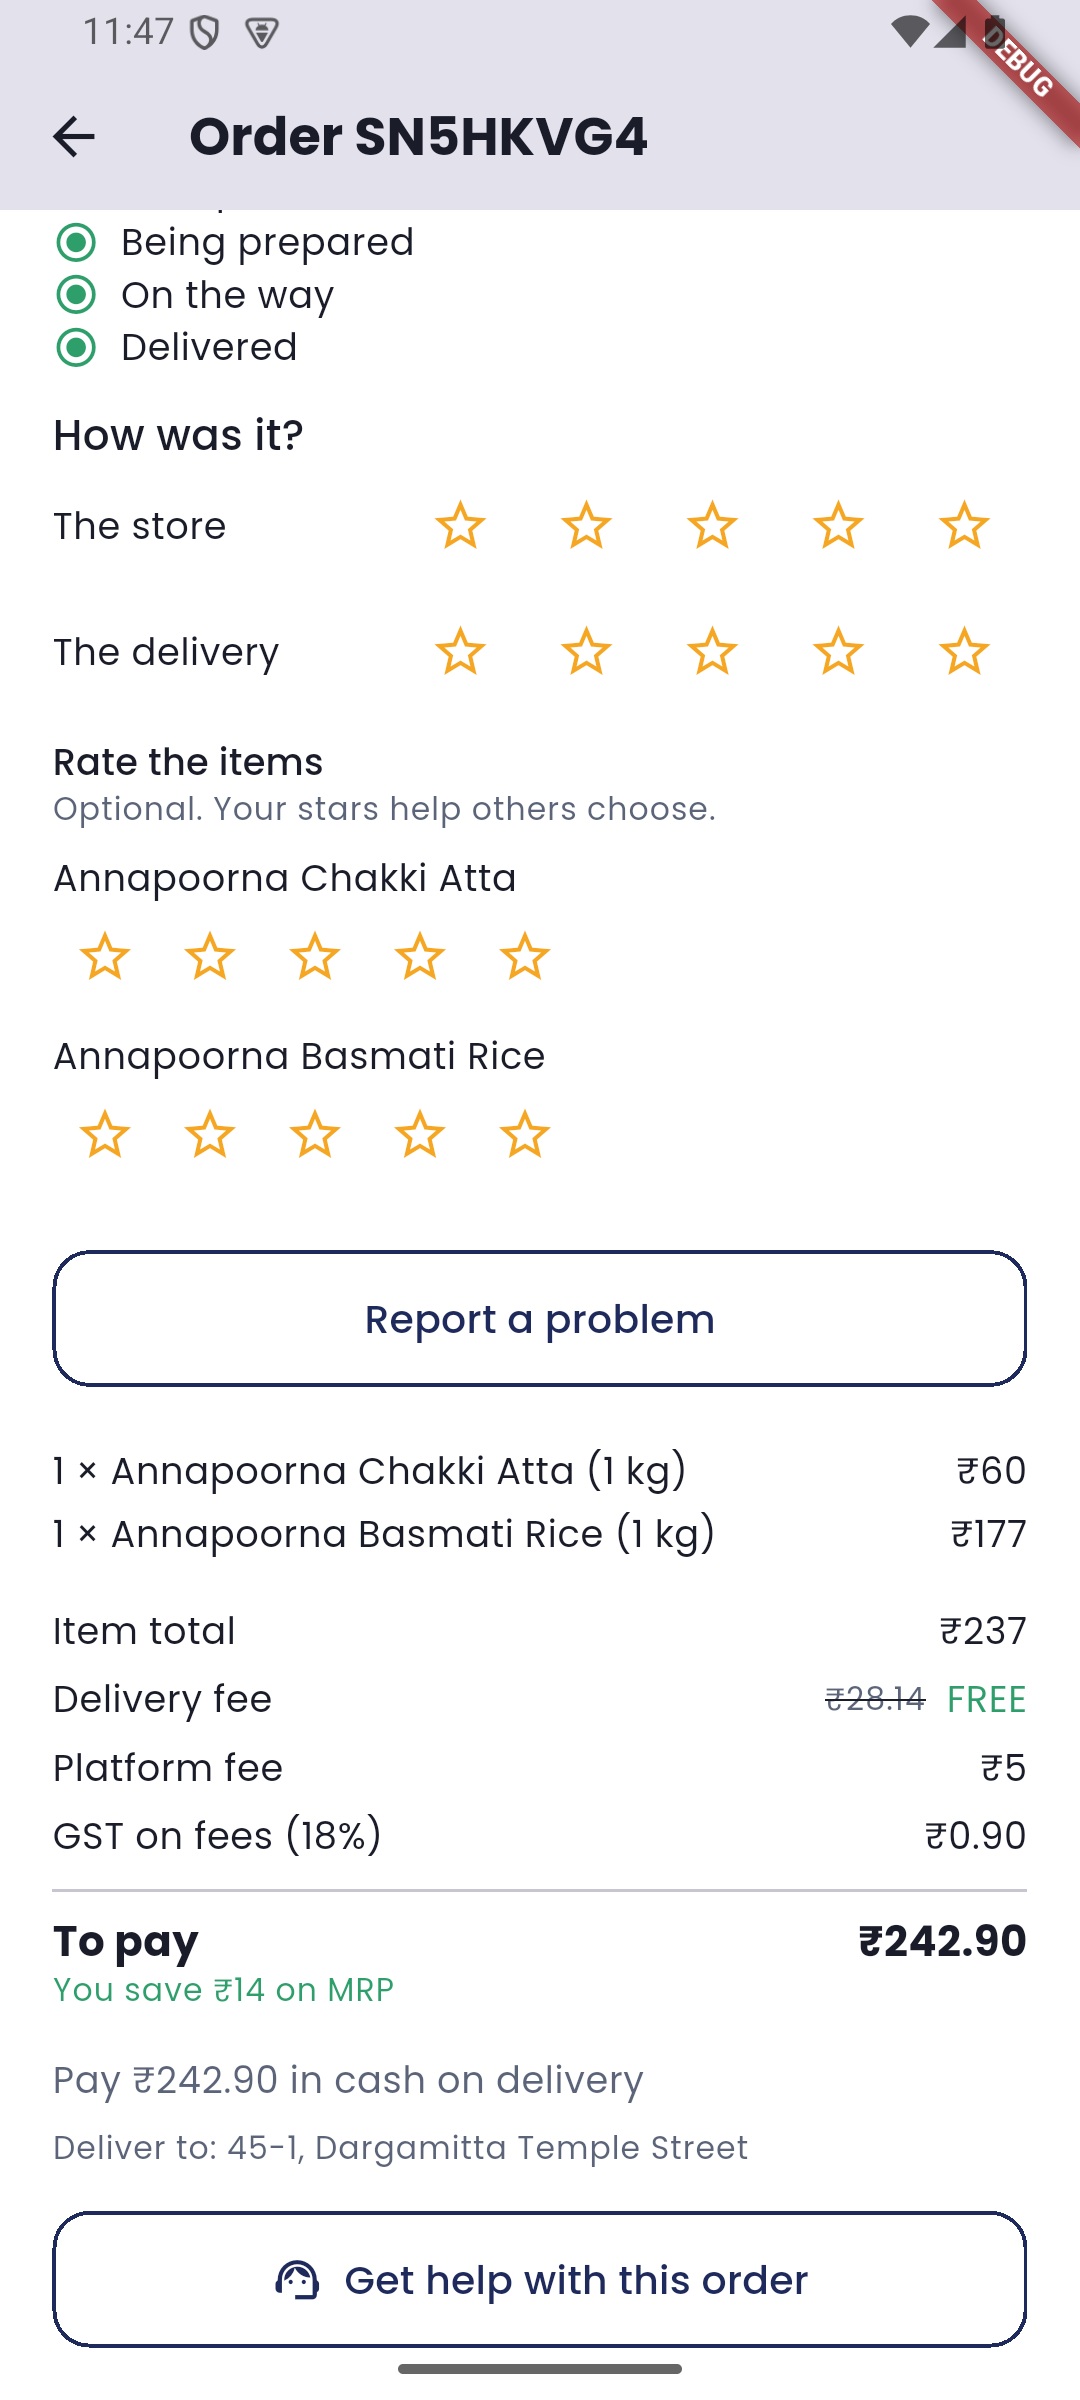 11:47
DEBUG
Order SN5HKVG4
Being prepared
On the way
Delivered
How was it?
The store
The delivery
Rate the items
Optional. Your stars help others choose.
Annapoorna Chakki Atta
Annapoorna Basmati Rice
Report a problem
1 × Annapoorna Chakki Atta (1 kg) ₹60
1 × Annapoorna Basmati Rice (1 kg) ₹177
Item total ₹237
Delivery fee ₹28.14 FREE
Platform fee ₹5
GST on fees (18%) ₹0.90
To pay ₹242.90
You save ₹14 on MRP
Pay ₹242.90 in cash on delivery
Deliver to: 45-1, Dargamitta Temple Street
Get help with this order